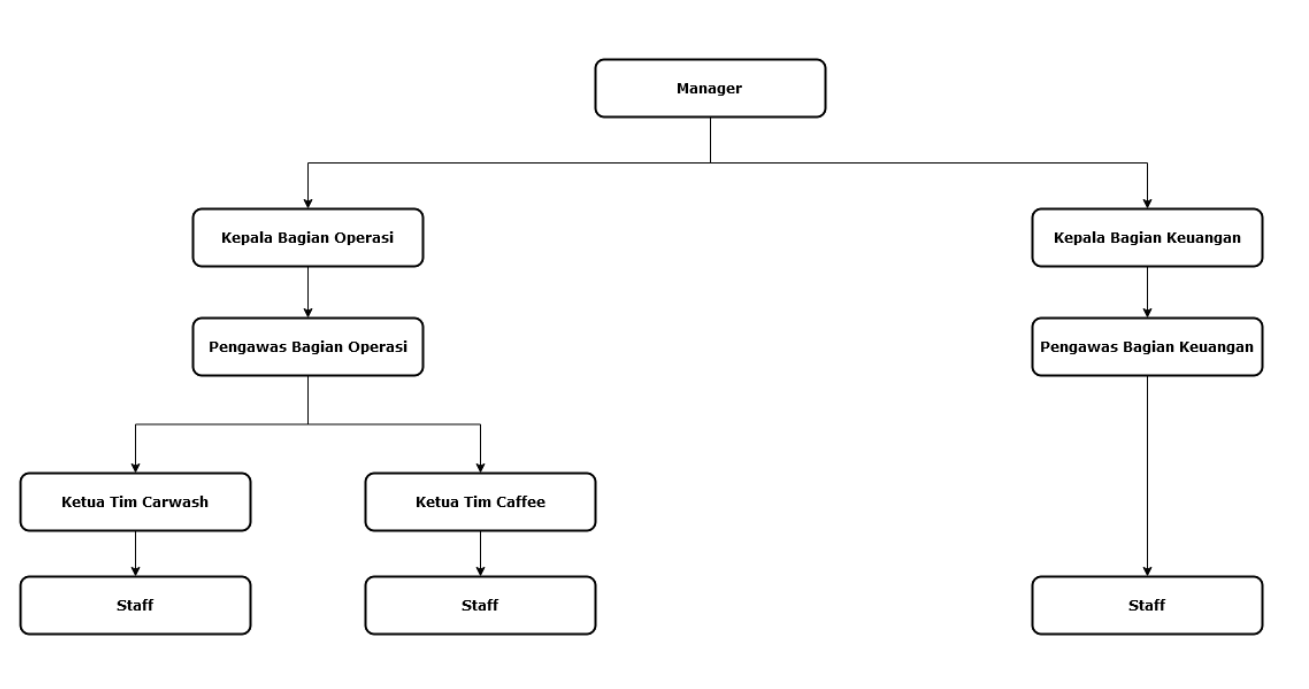 Manager
Kepala Bagian Operasi
Kepala Bagian Keuangan
Pengawas Bagian Operasi
Pengawas Bagian Keuangan
Ketua Tim Carwash
Ketua Tim Caffee
Staff
Staff
Staff